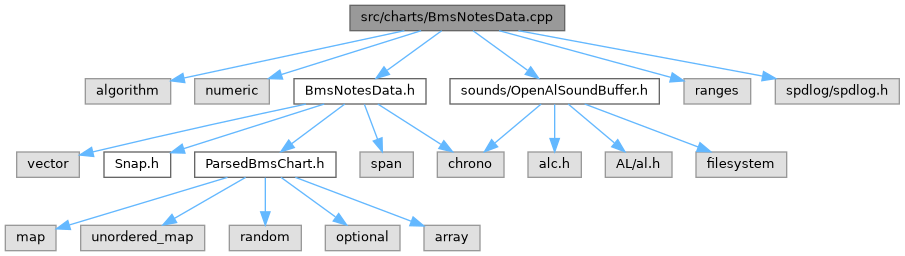 src/charts/BmsNotesData.cpp
algorithm
numeric
BmsNotesData.h
sounds/OpenAlSoundBuffer.h
ranges
spdlog/spdlog.h
vector
Snap.h
ParsedBmsChart.h
span
chrono
alc.h
AL/al.h
filesystem
map
unordered_map
random
optional
array